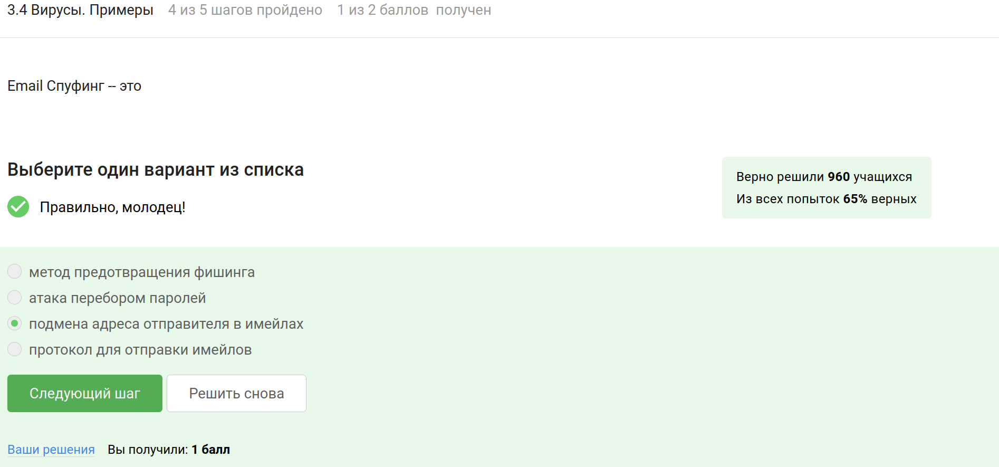 3.4 Вирусы. Примеры 4 из 5 шагов пройдено 1 из 2 баллов получен
Email Спуфинг -- это
Выберите один вариант из списка
Правильно, молодец!
Верно решили 960 учащихся
Из всех попыток 65% верных
метод предотвращения фишинга
атака перебором паролей
подмена адреса отправителя в имейлах
протокол для отправки имейлов
Следующий шаг Решить снова
Ваши решения Вы получили: 1 балл